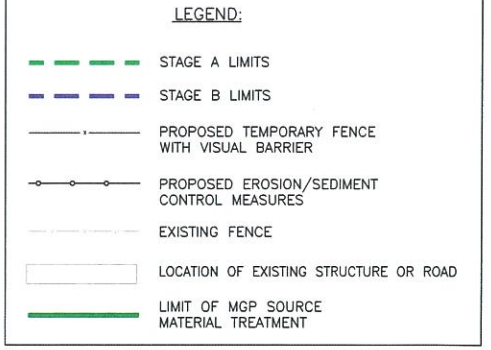 LEGEND:
STAGE A LIMITS
STAGE B LIMITS
PROPOSED TEMPORARY FENCE
WITH VISUAL BARRIER
PROPOSED EROSION/SEDIMENT
CONTROL MEASURES
EXISTING FENCE
LOCATION OF EXISTING STRUCTURE OR ROAD
LIMIT OF MGP SOURCE
MATERIAL TREATMENT